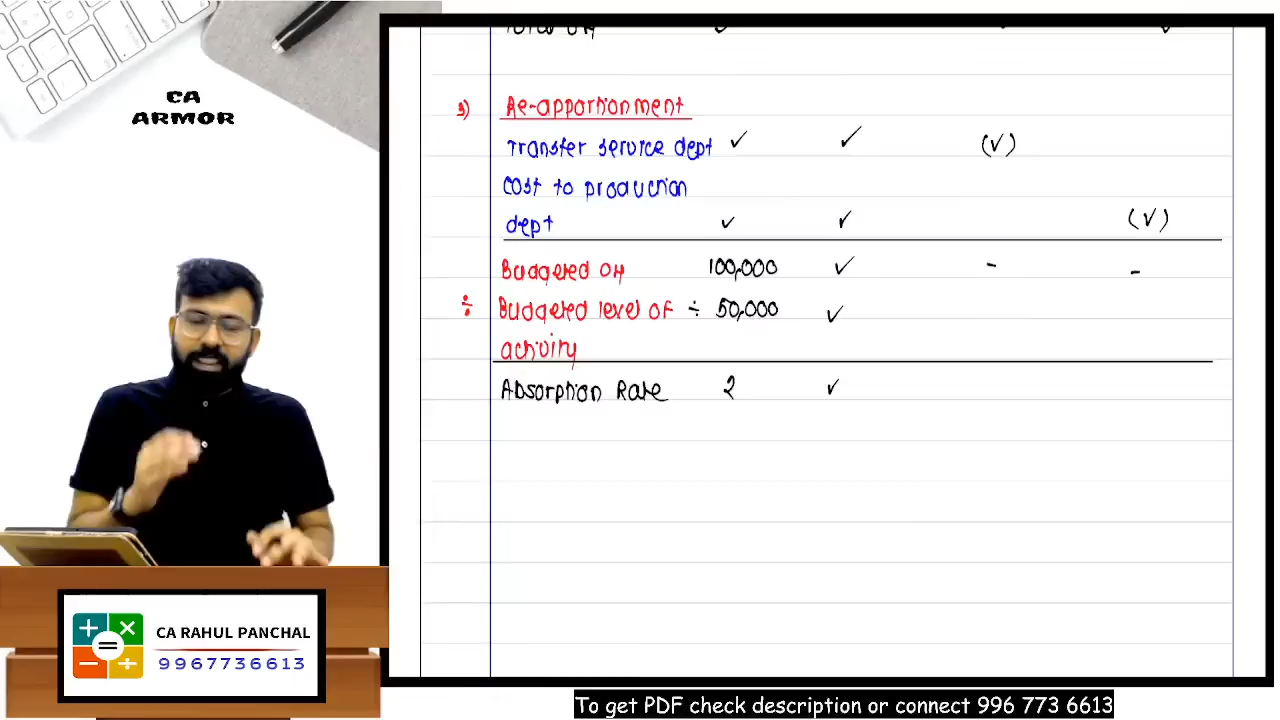 CA
ARMOR
3) Re-apportionment
Transfer service dept ✓ ✓ (✓)
Cost to production
dept ✓ ✓ (✓)
Budgeted OH 100,000 ✓ - -
÷ Budgeted level of ÷ 50,000 ✓
activity
Absorption Rate 2 ✓
CA RAHUL PANCHAL
9967736613
To get PDF check description or connect 996 773 6613